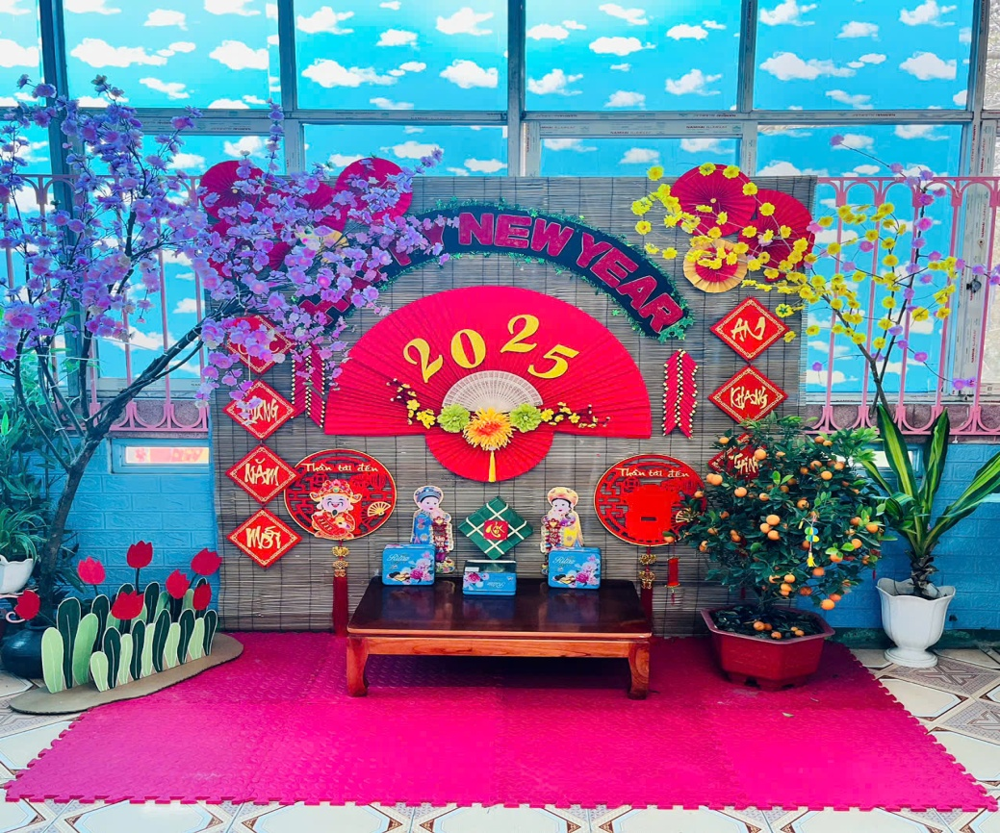 NEW YEAR
2025
NĂM
MỚI
AN
KHANG
Thần tài đến
Thần tài đến